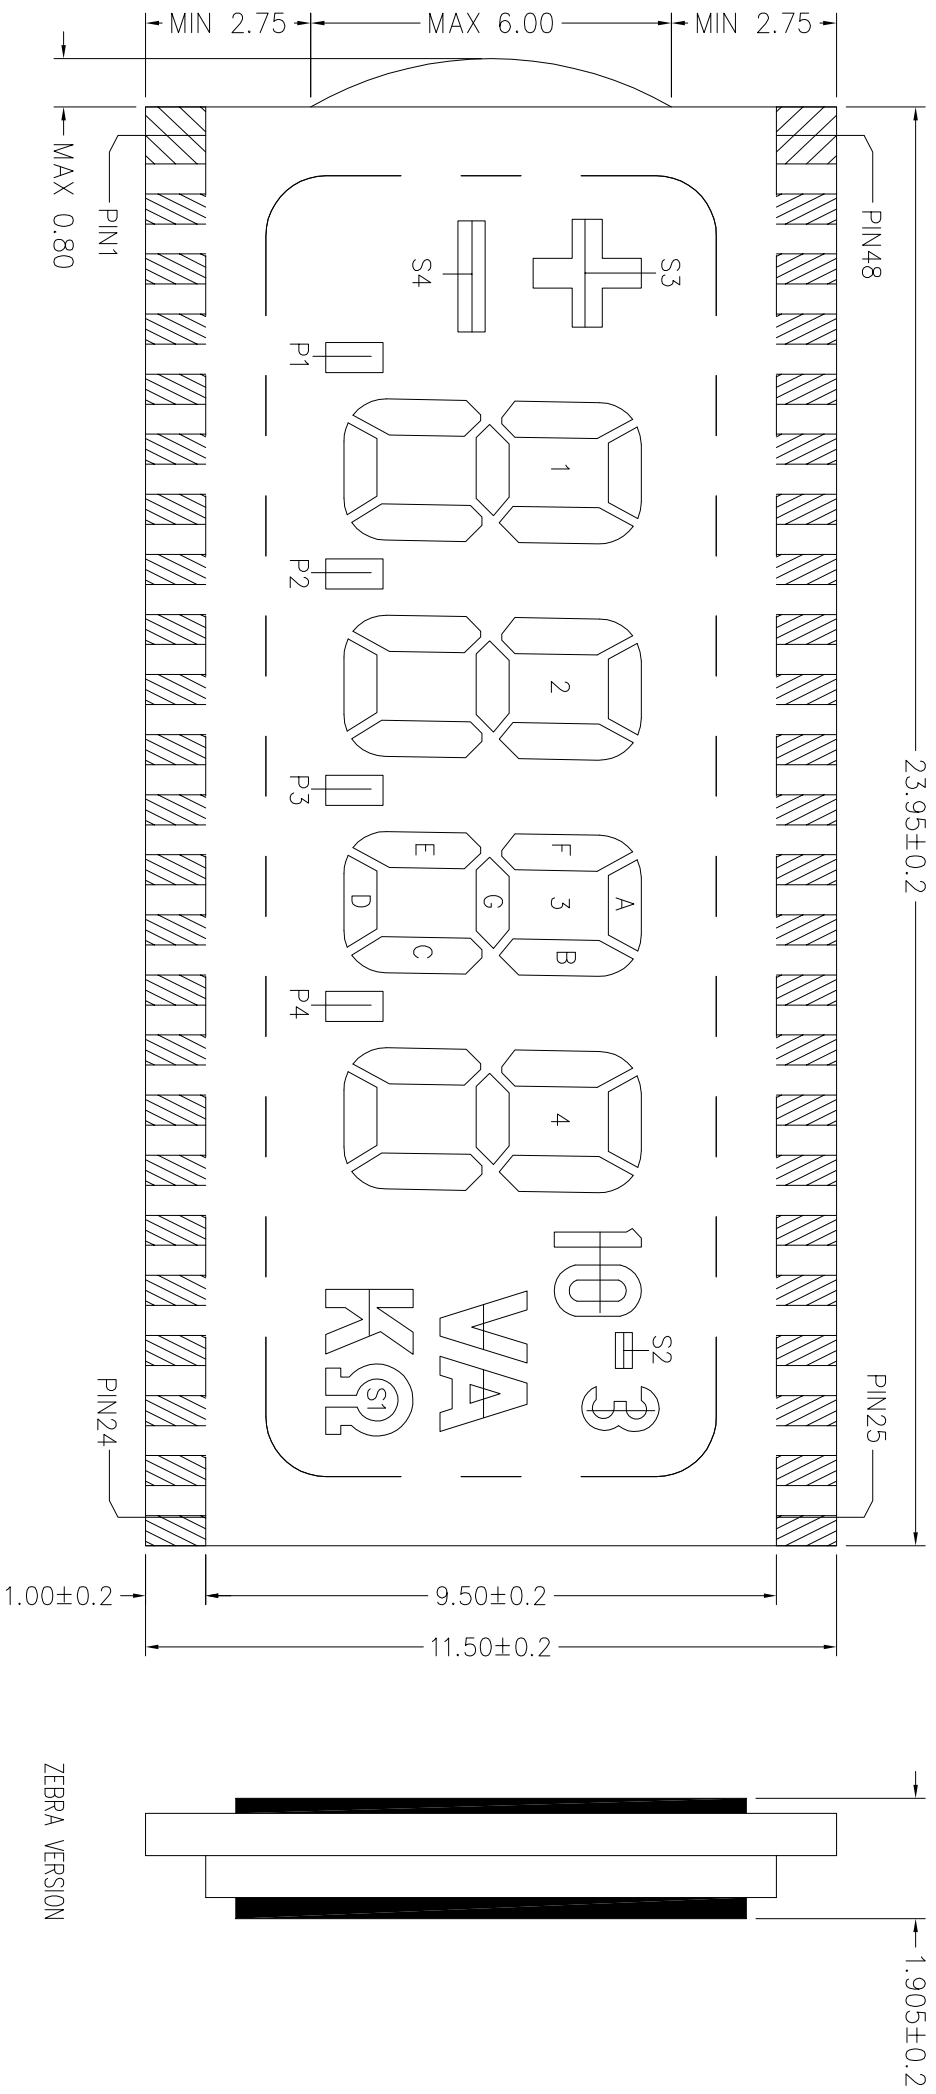 MIN 2.75
MAX 6.00
MIN 2.75
MAX 0.80
PIN1
PIN48
23.95±0.2
S3
S4
P1
1
P2
2
P3
A
F
3
B
G
E
C
D
P4
4
10
S2
-3
VA
KΩ
S1
PIN24
PIN25
1.00±0.2
9.50±0.2
11.50±0.2
1.905±0.2
ZEBRA VERSION